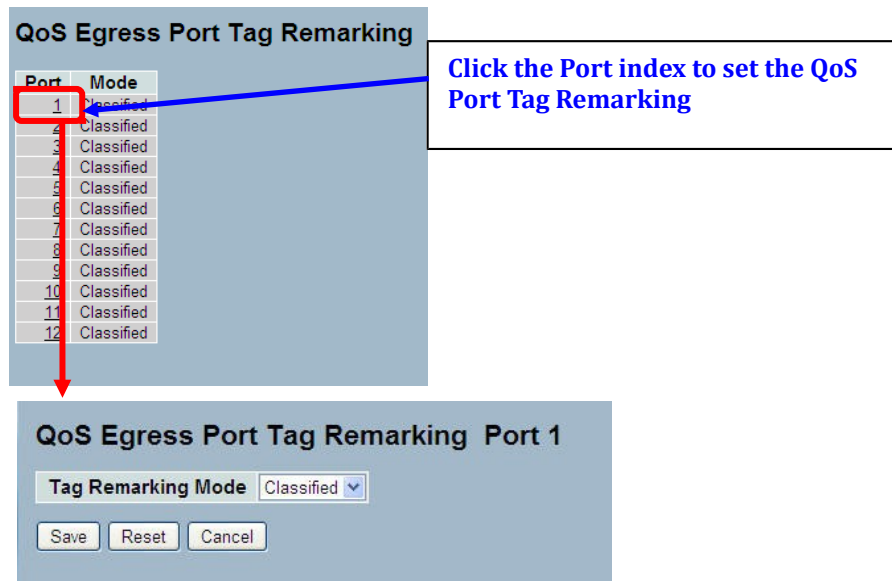 QoS Egress Port Tag Remarking
Click the Port index to set the QoS
Port Tag Remarking
Port Mode
1 Classified
2 Classified
3 Classified
4 Classified
5 Classified
6 Classified
7 Classified
8 Classified
9 Classified
10 Classified
11 Classified
12 Classified
QoS Egress Port Tag Remarking Port 1
Tag Remarking Mode Classified
Save Reset Cancel